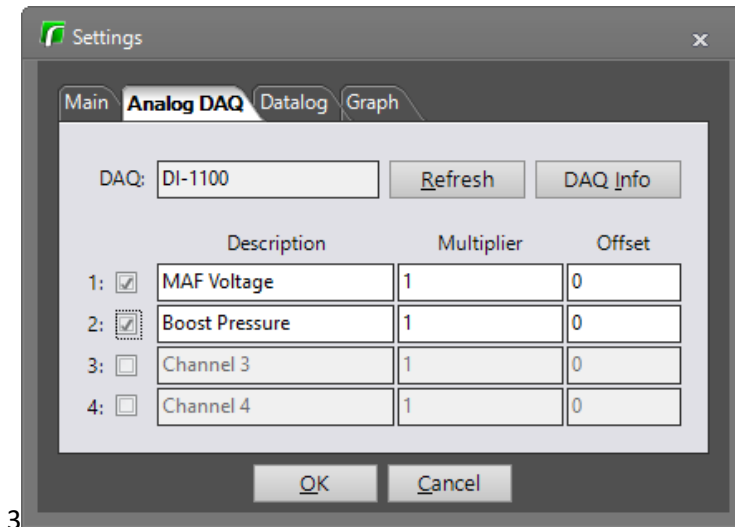 Settings x
Main Analog DAQ Datalog Graph
DAQ: DI-1100 Refresh DAQ Info
Description Multiplier Offset
1: MAF Voltage 1 0
2: Boost Pressure 1 0
3: Channel 3 1 0
4: Channel 4 1 0
OK Cancel
3